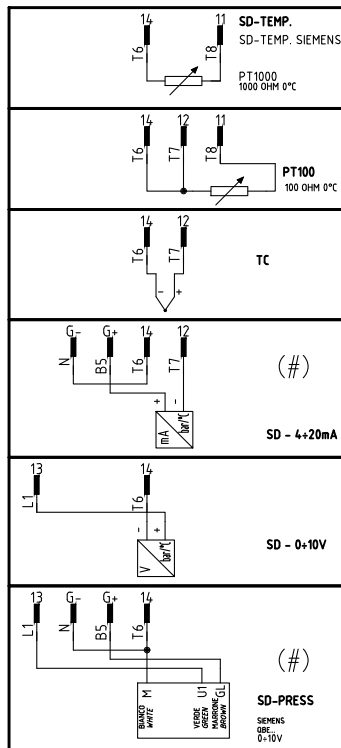 14 11 SD-TEMP.
SD-TEMP. SIEMENS
T6 T8
PT1000
1000 OHM 0°C
14 12 11
T6 T7 T8
PT100
100 OHM 0°C
14 12
T6 T7
TC
- +
G- G+ 14 12
N B5 T6 T7
(#)
+ -
mA bar/°C
SD - 4÷20mA
13 14
L1 T6
- +
V bar/°C
SD - 0÷10V
13 G- G+ 14
L1 N B5 T6
(#)
M U1 GL
BIANCO
WHITE
VERDE
GREEN
MARRONE
BROWN
SD-PRESS
SIEMENS
QBE..
0÷10V